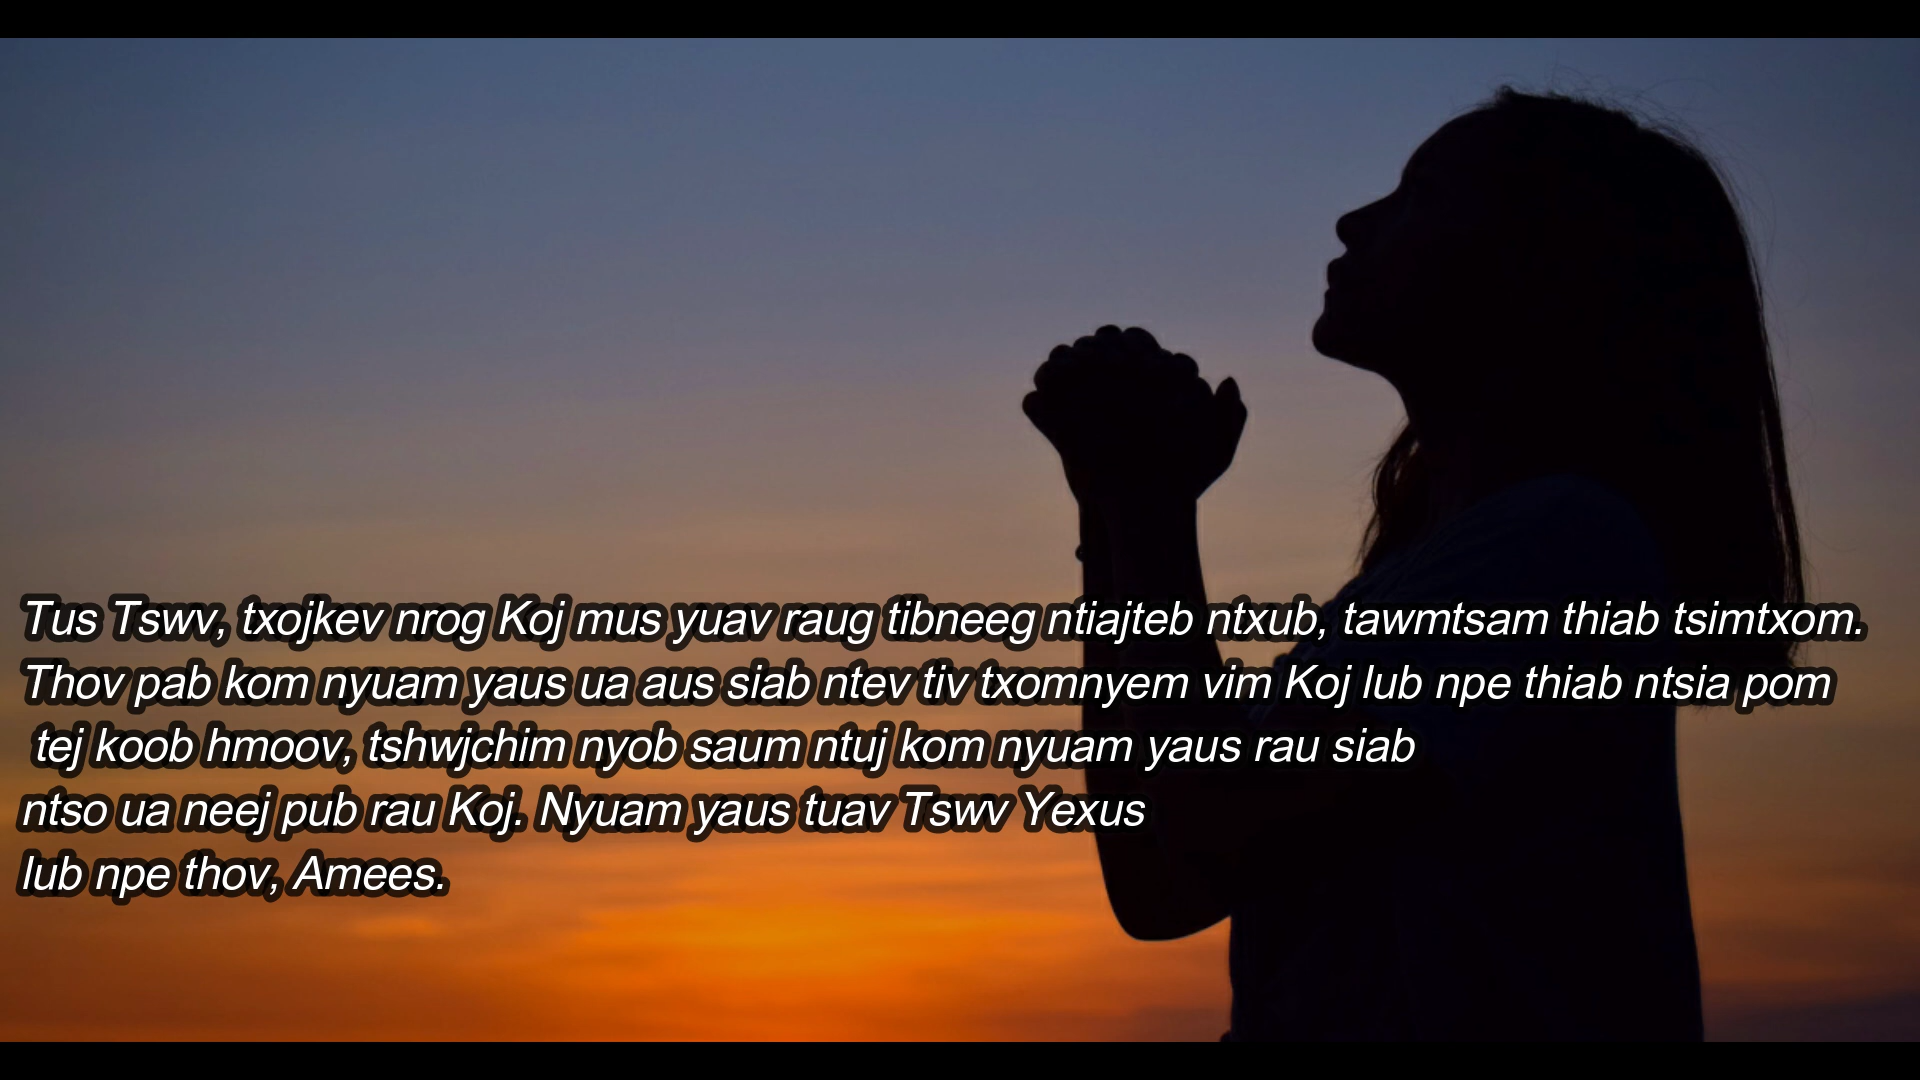 Tus Tswv, txojkev nrog Koj mus yuav raug tibneeg ntiajteb ntxub, tawmtsam thiab tsimtxom.
Thov pab kom nyuam yaus ua aus siab ntev tiv txomnyem vim Koj lub npe thiab ntsia pom
tej koob hmoov, tshwjchim nyob saum ntuj kom nyuam yaus rau siab
ntso ua neej pub rau Koj. Nyuam yaus tuav Tswv Yexus
lub npe thov, Amees.